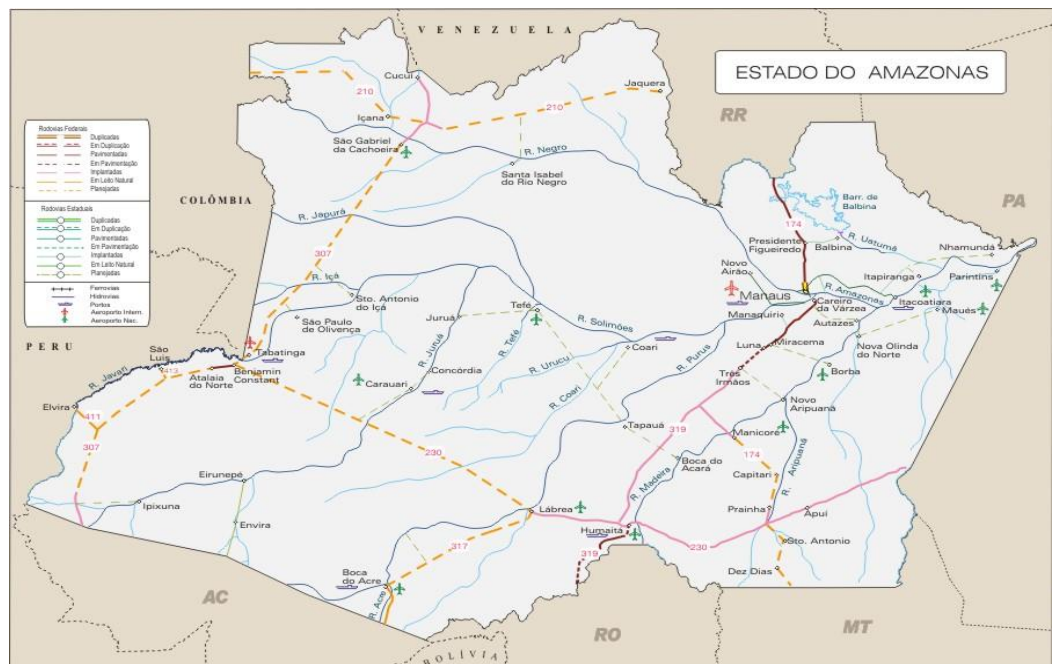 VENEZUELA
ESTADO DO AMAZONAS
Cucuí
Jaquera
210
210
Içana
RR
Rodovias Federais
Duplicadas
Em Duplicação
Pavimentadas
Em Pavimentação
Implantadas
Em Leito Natural
Planejadas
São Gabriel
da Cachoeira
R. Negro
Santa Isabel
do Rio Negro
COLÔMBIA
PA
Barr. de
Balbina
Rodovias Estaduais
Duplicadas
Em Duplicação
Pavimentadas
Em Pavimentação
Implantadas
Em Leito Natural
Planejadas
Ferrovias
Hidrovias
Portos
Aeroporto Intern.
Aeroporto Nac.
R. Japurá
307
174
Presidente
Figueiredo
Balbina
R. Uatumã
Nhamundá
Novo
Airão
Itapiranga
Parintins
R. Içá
Sto. Antonio
do Içá
Tefé
Manaus
R. Amazonas
Careiro
da Várzea
Itacoatiara
Maués
São Paulo
de Olivença
Juruá
R. Solimões
Manaquiri
Autazes
PERU
São
Luis
Tabatinga
R. Juruá
R. Tefé
Coari
R. Purus
Luna
Miracema
Nova Olinda
do Norte
R. Javari
413
Atalaia
do Norte
Benjamin
Constant
Carauari
Concórdia
R. Urucu
R. Coari
Três
Irmãos
Borba
Elvira
411
Novo
Aripuanã
307
230
Tapauá
319
Manicoré
Boca do
Acará
174
Capitari
R. Aripuanã
Eirunepé
R. Madeira
Ipixuna
Envira
Lábrea
Prainha
Apuí
Humaitá
317
319
230
Sto. Antonio
Boca
do Acre
Dez Dias
R. Acre
AC
RO
MT
BOLÍVIA